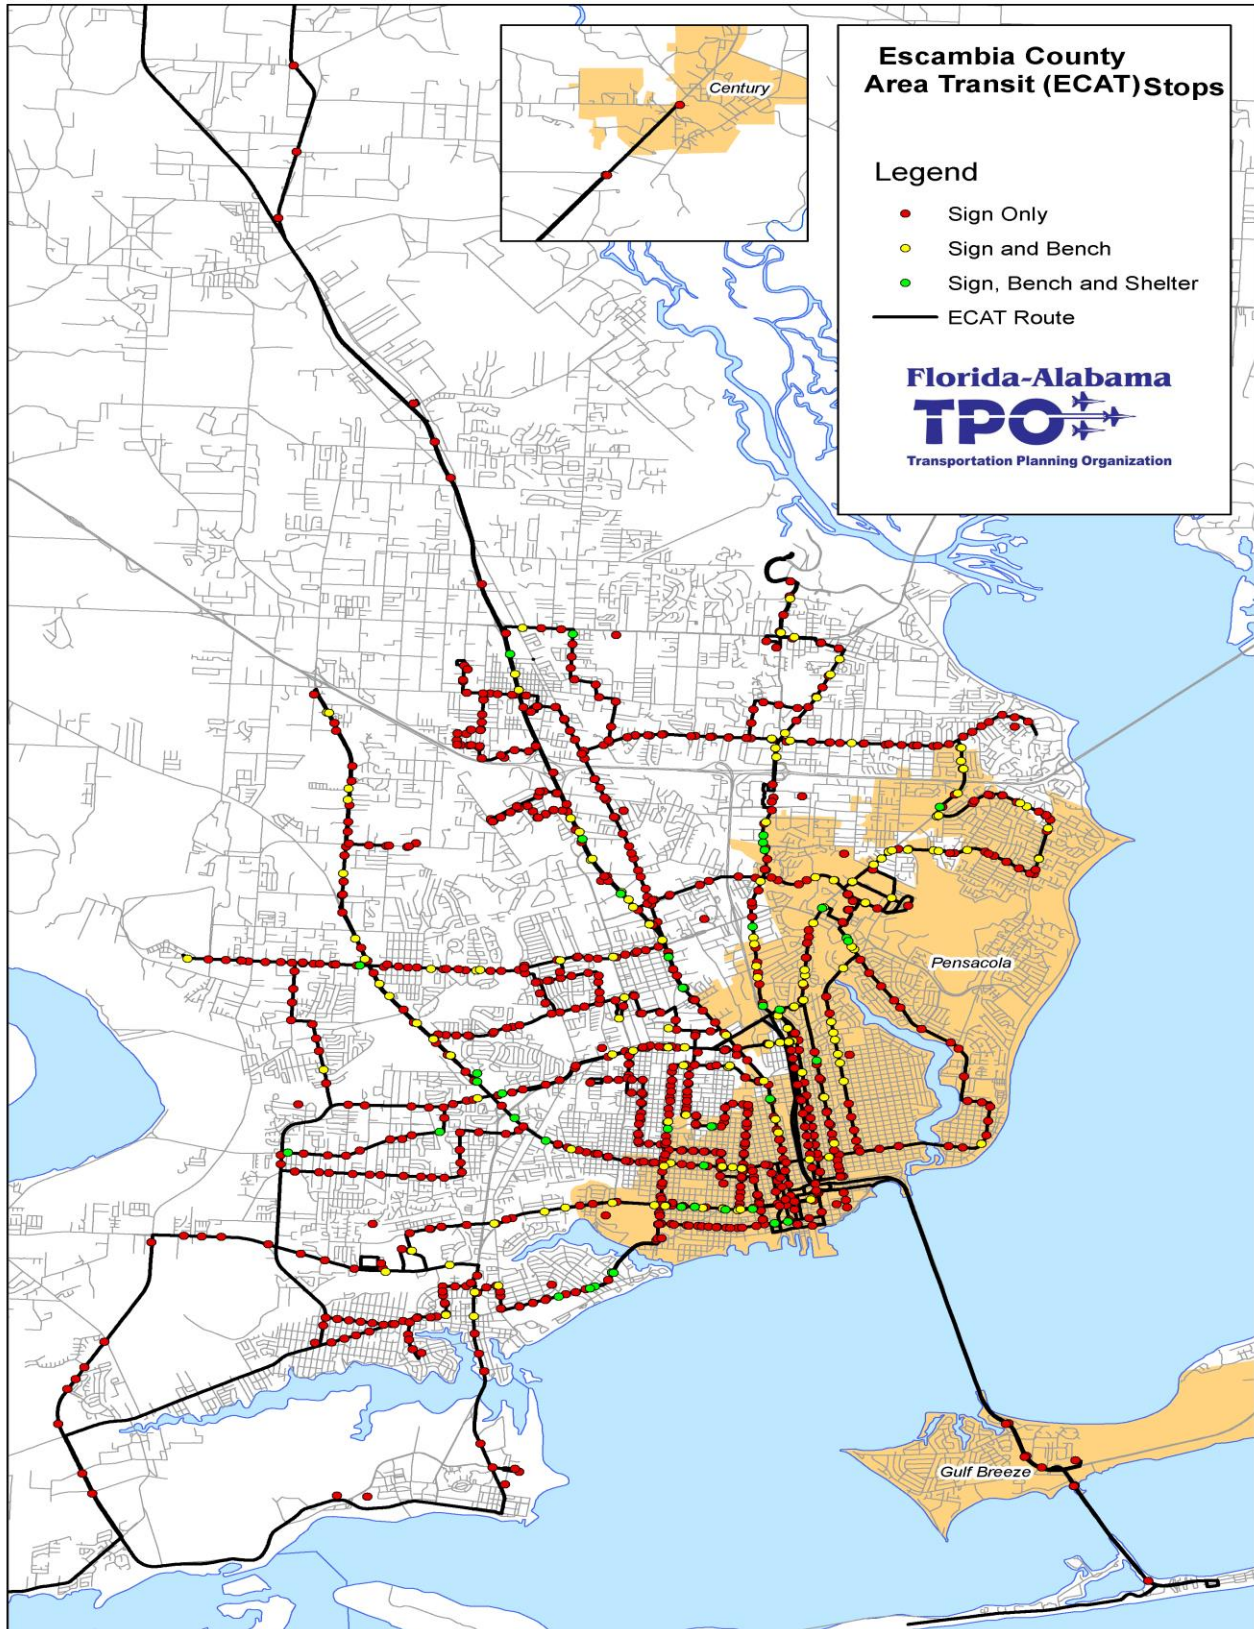 Escambia County
Area Transit (ECAT) Stops
Legend
Sign Only
Sign and Bench
Sign, Bench and Shelter
ECAT Route
Florida-Alabama
TPO
Transportation Planning Organization
Century
Pensacola
Gulf Breeze